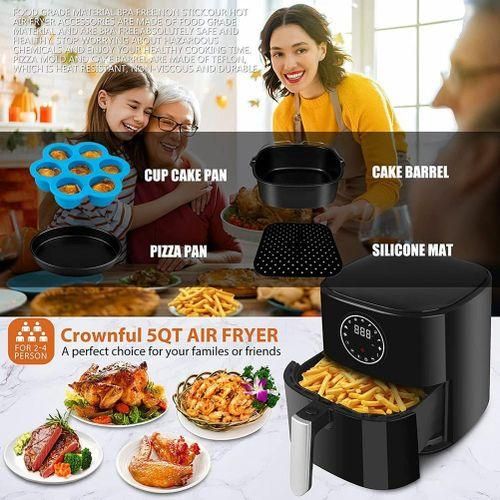 FOOD GRADE MATERIAL BPA FREENON STICK:OUR HOT
AIR FRYER ACCESSORIES ARE MADE OF FOOD GRADE
MATERIAL AND ARE BPA FREE,ABSOLUTELY SAFE AND
HEALTHY. STOP WORRYING ABOUT HAZARDOUS
CHEMICALS AND ENJOY YOUR HEALTHY COOKING TIME.
PIZZA MOLD AND CAKE BARREL ARE MADE OF TEFLON,
WHICH IS HEAT RESISTANT, NON-VISCOUS AND DURABLE.
CUP CAKE PAN
CAKE BARREL
PIZZA PAN
SILICONE MAT
FOR 2-4
PERSON
Crownful 5QT AIR FRYER
A perfect choice for your familes or friends
888